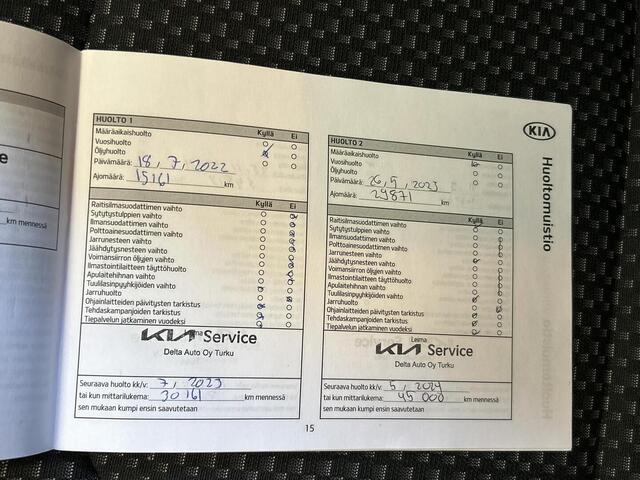 KIA
Huoltomuistio
HUOLTO 1
Määräaikaishuolto Kyllä Ei
Vuosihuolto
Öljyhuolto
Päivämäärä: 18,7,2022
Ajomäärä: 15161 km
Kyllä Ei
Raitisilmasuodattimen vaihto
Sytytystulppien vaihto
Ilmansuodattimen vaihto
Polttoainesuodattimen vaihto
Jarrunesteen vaihto
Jäähdytysnesteen vaihto
Voimansiirron öljyjen vaihto
Ilmastointilaitteen täyttöhuolto
Apulaitehihnan vaihto
Tuulilasinpyyhkijöiden vaihto
Jarruhuolto
Ohjainlaitteiden päivitysten tarkistus
Tehdaskampanjoiden tarkistus
Tiepalvelun jatkaminen vuodeksi
Leima
KIA Service
Delta Auto Oy Turku
Seuraava huolto kk/v: 7, 2023
tai kun mittarilukema: 30161 km mennessä
sen mukaan kumpi ensin saavutetaan
HUOLTO 2
Määräaikaishuolto Kyllä Ei
Vuosihuolto
Öljyhuolto
Päivämäärä: 26,5,2023
Ajomäärä: 29871 km
Kyllä Ei
Raitisilmasuodattimen vaihto
Sytytystulppien vaihto
Ilmansuodattimen vaihto
Polttoainesuodattimen vaihto
Jarrunesteen vaihto
Jäähdytysnesteen vaihto
Voimansiirron öljyjen vaihto
Ilmastointilaitteen täyttöhuolto
Apulaitehihnan vaihto
Tuulilasinpyyhkijöiden vaihto
Jarruhuolto
Ohjainlaitteiden päivitysten tarkistus
Tehdaskampanjoiden tarkistus
Tiepalvelun jatkaminen vuodeksi
Leima
KIA Service
Delta Auto Oy Turku
Seuraava huolto kk/v: 5, 2024
tai kun mittarilukema: 45 000 km mennessä
sen mukaan kumpi ensin saavutetaan
15
km mennessä